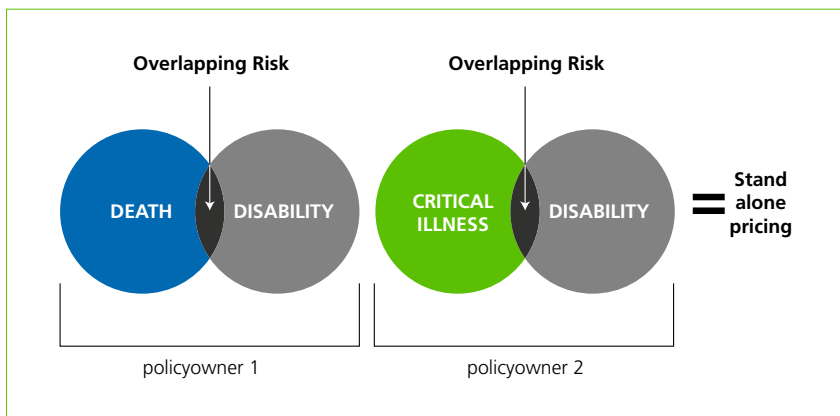 Overlapping Risk
Overlapping Risk
DEATH
DISABILITY
CRITICAL
ILLNESS
DISABILITY
=
Stand
alone
pricing
policyowner 1
policyowner 2